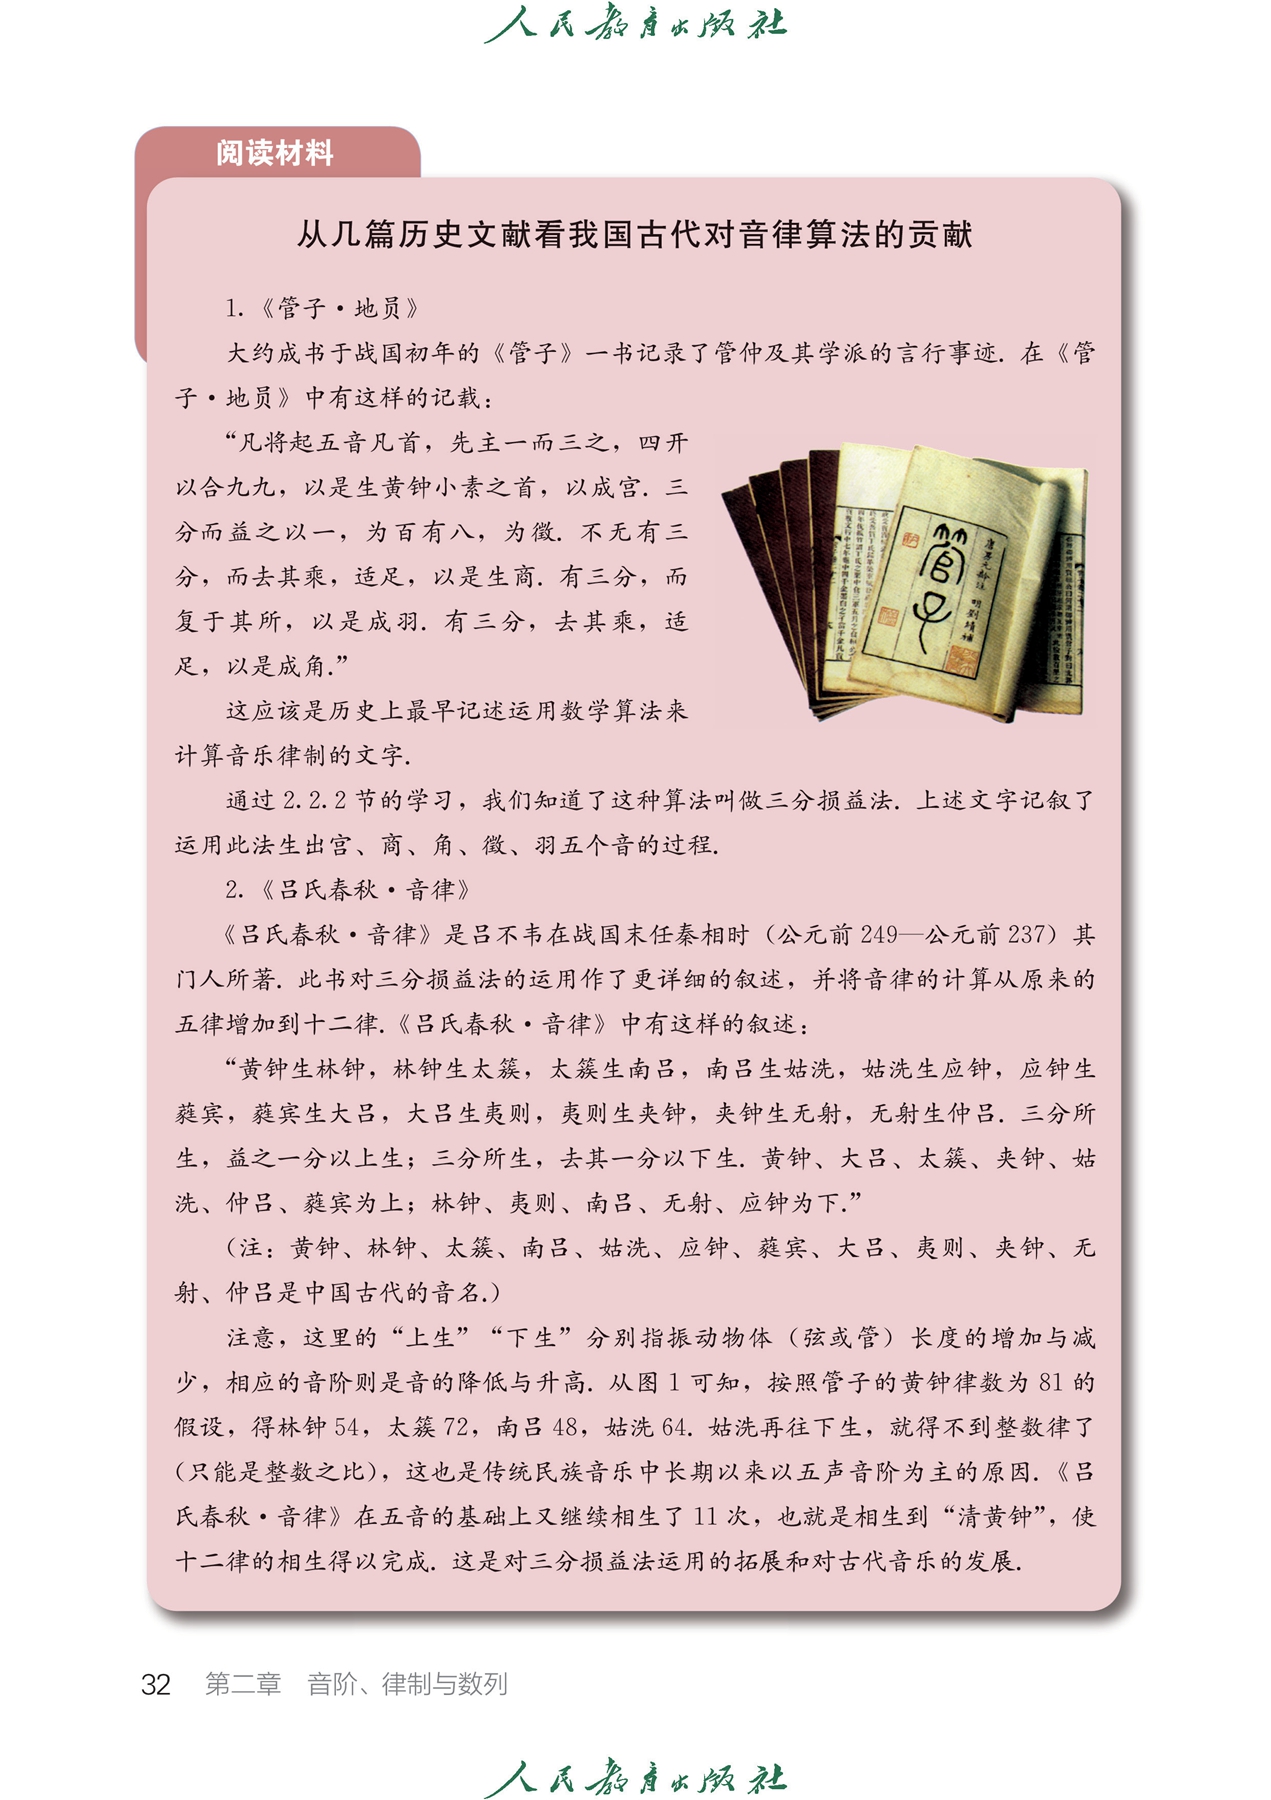 人民教育出版社
阅读材料
从几篇历史文献看我国古代对音律算法的贡献
1.《管子·地员》
大约成书于战国初年的《管子》一书记录了管仲及其学派的言行事迹. 在《管
子·地员》中有这样的记载：
“凡将起五音凡首，先主一而三之，四开
以合九九，以是生黄钟小素之首，以成宫. 三
分而益之以一，为百有八，为徵. 不无有三
分，而去其乘，适足，以是生商. 有三分，而
复于其所，以是成羽. 有三分，去其乘，适
足，以是成角.”
管子
唐房玄龄注
明刘绩补
这应该是历史上最早记述运用数学算法来
计算音乐律制的文字.
通过 2.2.2 节的学习，我们知道了这种算法叫做三分损益法. 上述文字记叙了
运用此法生出宫、商、角、徵、羽五个音的过程.
2.《吕氏春秋·音律》
《吕氏春秋·音律》是吕不韦在战国末任秦相时（公元前 249—公元前 237）其
门人所著. 此书对三分损益法的运用作了更详细的叙述，并将音律的计算从原来的
五律增加到十二律.《吕氏春秋·音律》中有这样的叙述：
“黄钟生林钟，林钟生太簇，太簇生南吕，南吕生姑洗，姑洗生应钟，应钟生
蕤宾，蕤宾生大吕，大吕生夷则，夷则生夹钟，夹钟生无射，无射生仲吕. 三分所
生，益之一分以上生；三分所生，去其一分以下生. 黄钟、大吕、太簇、夹钟、姑
洗、仲吕、蕤宾为上；林钟、夷则、南吕、无射、应钟为下.”
（注：黄钟、林钟、太簇、南吕、姑洗、应钟、蕤宾、大吕、夷则、夹钟、无
射、仲吕是中国古代的音名.）
注意，这里的“上生”“下生”分别指振动物体（弦或管）长度的增加与减
少，相应的音阶则是音的降低与升高. 从图 1 可知，按照管子的黄钟律数为 81 的
假设，得林钟 54，太簇 72，南吕 48，姑洗 64. 姑洗再往下生，就得不到整数律了
（只能是整数之比），这也是传统民族音乐中长期以来以五声音阶为主的原因.《吕
氏春秋·音律》在五音的基础上又继续相生了 11 次，也就是相生到“清黄钟”，使
十二律的相生得以完成. 这是对三分损益法运用的拓展和对古代音乐的发展.
32 第二章 音阶、律制与数列
人民教育出版社